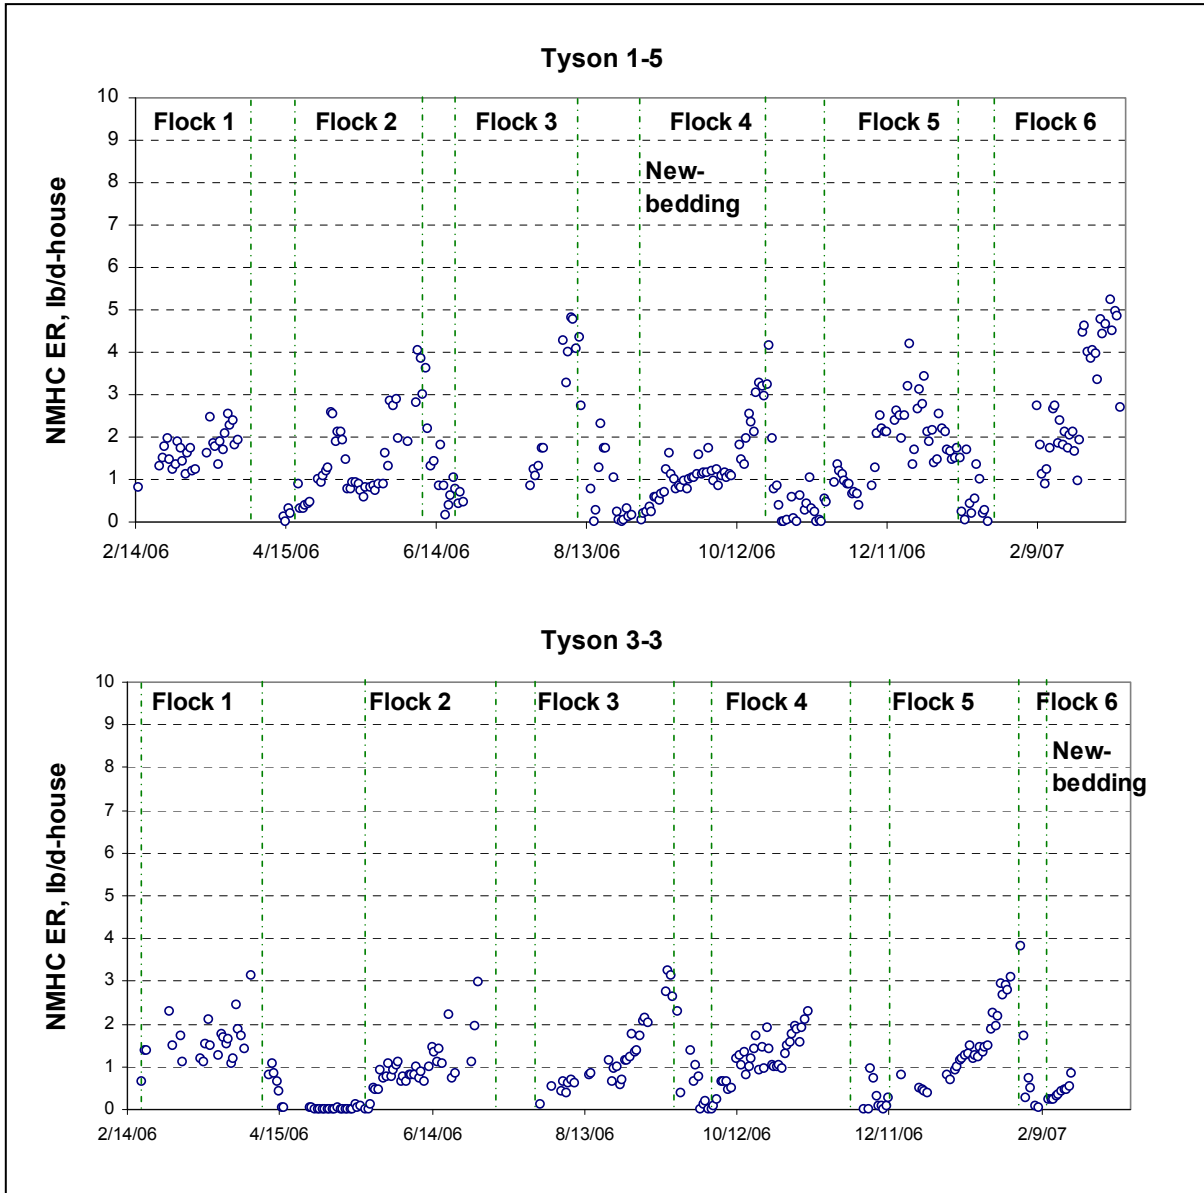 Tyson 1-5
NMHC ER, lb/d-house
10
9
8
7
6
5
4
3
2
1
0
Flock 1 Flock 2 Flock 3 Flock 4 Flock 5 Flock 6
New-
bedding
2/14/06 4/15/06 6/14/06 8/13/06 10/12/06 12/11/06 2/9/07
Tyson 3-3
NMHC ER, lb/d-house
10
9
8
7
6
5
4
3
2
1
0
Flock 1 Flock 2 Flock 3 Flock 4 Flock 5 Flock 6
New-
bedding
2/14/06 4/15/06 6/14/06 8/13/06 10/12/06 12/11/06 2/9/07